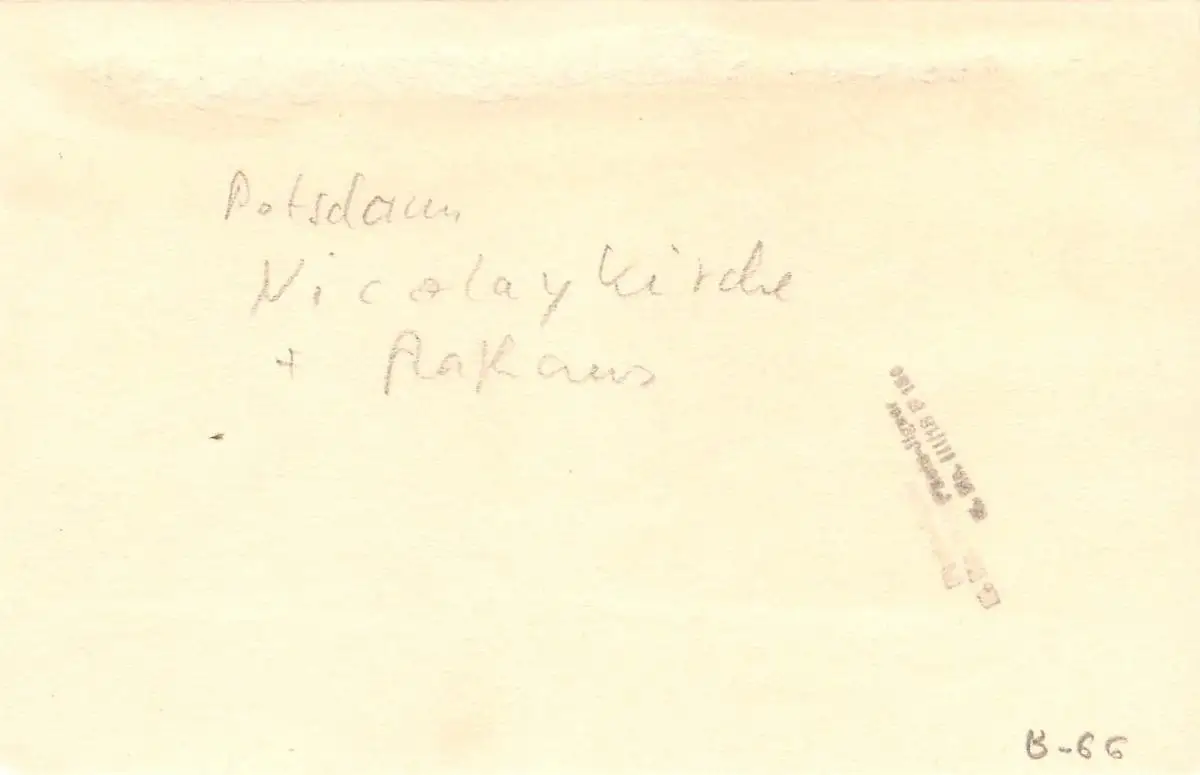 Potsdam
Nicolaykirche
+ Rathaus
B-66